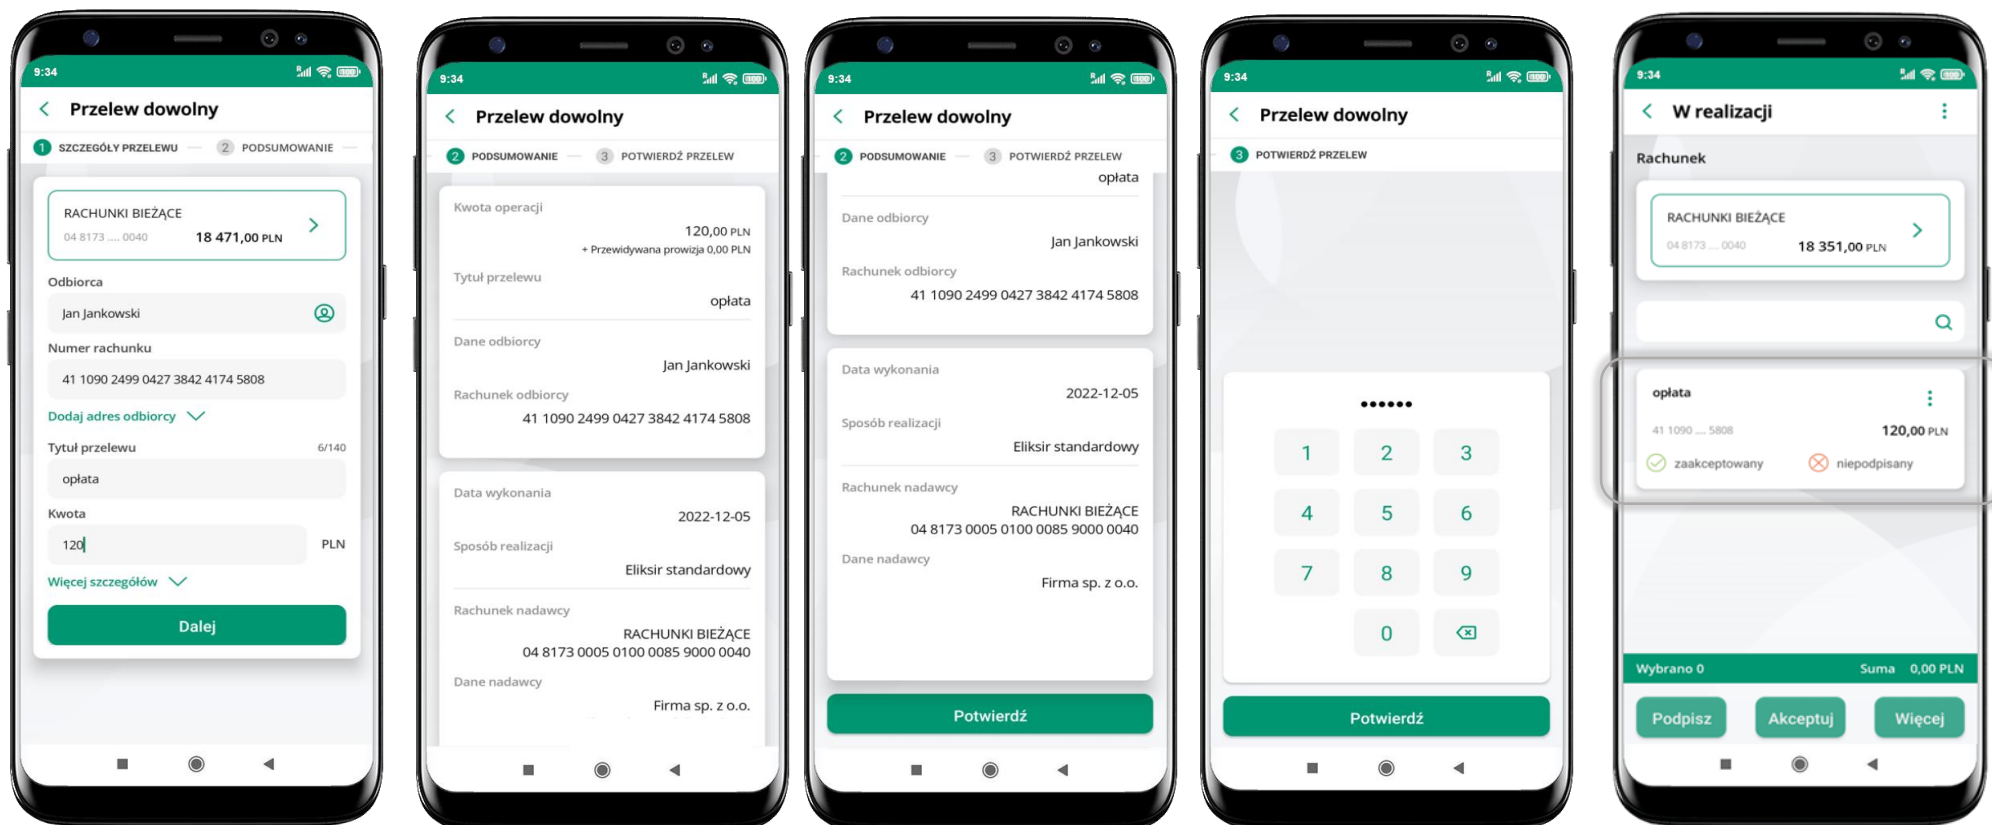 9:34
Przelew dowolny
1 SZCZEGÓŁY PRZELEWU 2 PODSUMOWANIE
RACHUNKI BIEŻĄCE
04 8173 .... 0040 18 471,00 PLN
Odbiorca
Jan Jankowski
Numer rachunku
41 1090 2499 0427 3842 4174 5808
Dodaj adres odbiorcy
Tytuł przelewu 6/140
opłata
Kwota
120 PLN
Więcej szczegółów
Dalej
9:34
Przelew dowolny
2 PODSUMOWANIE 3 POTWIERDŹ PRZELEW
Kwota operacji
120,00 PLN
+ Przewidywana prowizja 0,00 PLN
Tytuł przelewu
opłata
Dane odbiorcy
Jan Jankowski
Rachunek odbiorcy
41 1090 2499 0427 3842 4174 5808
Data wykonania
2022-12-05
Sposób realizacji
Eliksir standardowy
Rachunek nadawcy
RACHUNKI BIEŻĄCE
04 8173 0005 0100 0085 9000 0040
Dane nadawcy
Firma sp. z o.o.
9:34
Przelew dowolny
2 PODSUMOWANIE 3 POTWIERDŹ PRZELEW
opłata
Dane odbiorcy
Jan Jankowski
Rachunek odbiorcy
41 1090 2499 0427 3842 4174 5808
Data wykonania
2022-12-05
Sposób realizacji
Eliksir standardowy
Rachunek nadawcy
RACHUNKI BIEŻĄCE
04 8173 0005 0100 0085 9000 0040
Dane nadawcy
Firma sp. z o.o.
Potwierdź
9:34
Przelew dowolny
3 POTWIERDŹ PRZELEW
••••••
1 2 3
4 5 6
7 8 9
0
Potwierdź
9:34
W realizacji
Rachunek
RACHUNKI BIEŻĄCE
04 8173 .... 0040 18 351,00 PLN
opłata
41 1090 .... 5808 120,00 PLN
zaakceptowany niepodpisany
Wybrano 0 Suma 0,00 PLN
Podpisz Akceptuj Więcej